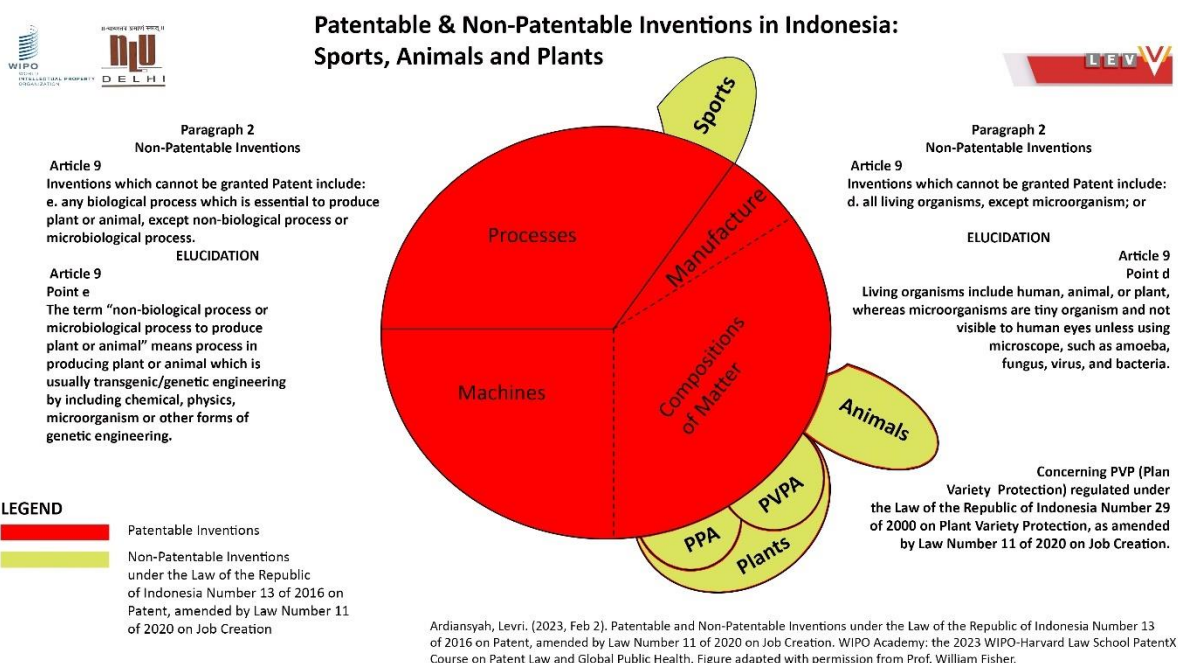 Patentable & Non-Patentable Inventions in Indonesia:
Sports, Animals and Plants
WIPO
WORLD
INTELLECTUAL PROPERTY
ORGANIZATION
NLU
DELHI
LEV
Paragraph 2
Non-Patentable Inventions
Article 9
Inventions which cannot be granted Patent include:
e. any biological process which is essential to produce
plant or animal, except non-biological process or
microbiological process.
ELUCIDATION
Article 9
Point e
The term “non-biological process or
microbiological process to produce
plant or animal” means process in
producing plant or animal which is
usually transgenic/genetic engineering
by including chemical, physics,
microorganism or other forms of
genetic engineering.
LEGEND
Patentable Inventions
Non-Patentable Inventions
under the Law of the Republic
of Indonesia Number 13 of 2016 on
Patent, amended by Law Number 11
of 2020 on Job Creation
Sports
Processes
Manufacture
Machines
Compositions
of Matter
Animals
PVPA
PPA
Plants
Paragraph 2
Non-Patentable Inventions
Article 9
Inventions which cannot be granted Patent include:
d. all living organisms, except microorganism; or
ELUCIDATION
Article 9
Point d
Living organisms include human, animal, or plant,
whereas microorganisms are tiny organism and not
visible to human eyes unless using
microscope, such as amoeba,
fungus, virus, and bacteria.
Concerning PVP (Plan
Variety Protection) regulated under
the Law of the Republic of Indonesia Number 29
of 2000 on Plant Variety Protection, as amended
by Law Number 11 of 2020 on Job Creation.
Ardiansyah, Levri. (2023, Feb 2). Patentable and Non-Patentable Inventions under the Law of the Republic of Indonesia Number 13
of 2016 on Patent, amended by Law Number 11 of 2020 on Job Creation. WIPO Academy: the 2023 WIPO-Harvard Law School PatentX
Course on Patent Law and Global Public Health. Figure adapted with permission from Prof. William Fisher.